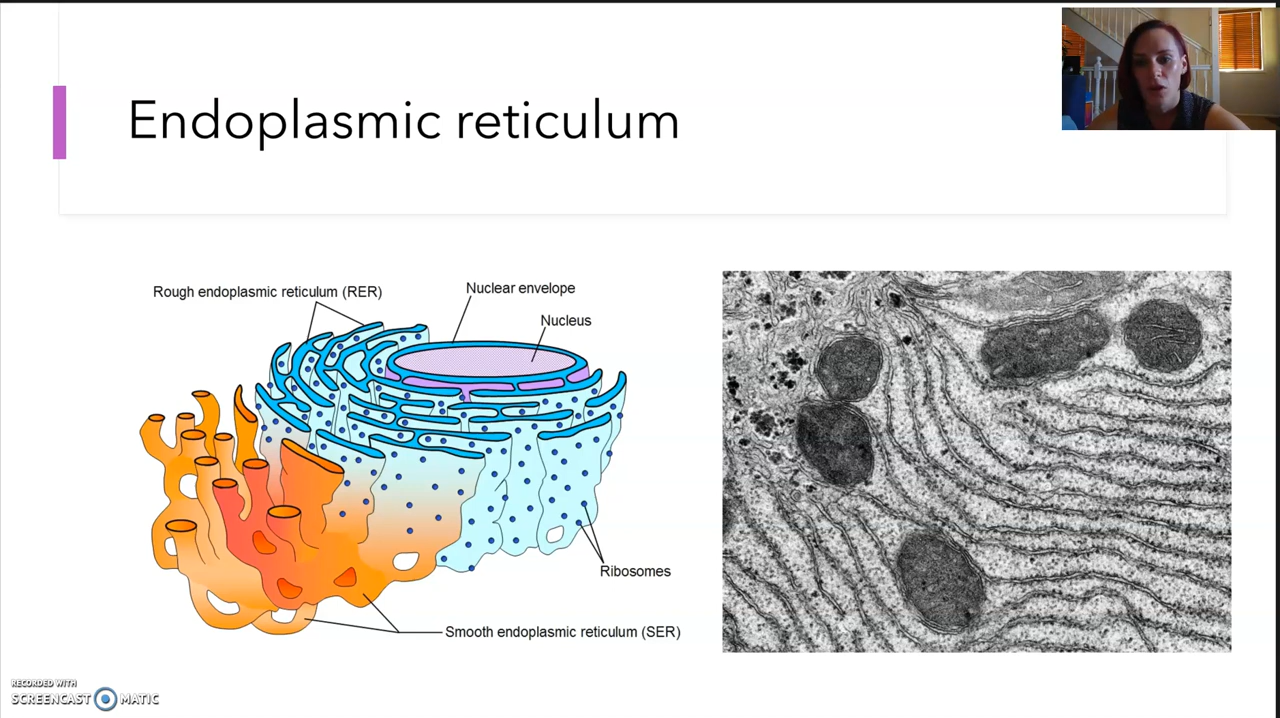 Endoplasmic reticulum
Rough endoplasmic reticulum (RER)
Nuclear envelope
Nucleus
Ribosomes
Smooth endoplasmic reticulum (SER)
RECORDED WITH
SCREENCAST MATIC